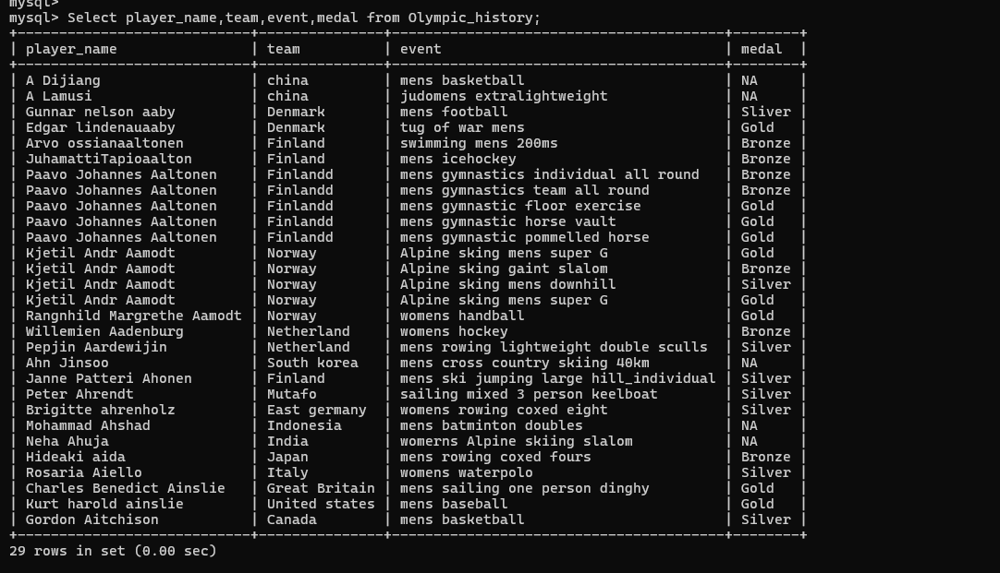 mysql>
mysql> Select player_name,team,event,medal from Olympic_history;
+----------------------------+---------------+----------------------------------------+--------+
| player_name                | team          | event                                  | medal  |
+----------------------------+---------------+----------------------------------------+--------+
| A Dijiang                  | china         | mens basketball                        | NA     |
| A Lamusi                   | china         | judomens extralightweight              | NA     |
| Gunnar nelson aaby         | Denmark       | mens football                          | Sliver |
| Edgar lindenauaaby         | Denmark       | tug of war mens                        | Gold   |
| Arvo ossianaaltonen        | Finland       | swimming mens 200ms                    | Bronze |
| JuhamattiTapioaalton       | Finland       | mens icehockey                         | Bronze |
| Paavo Johannes Aaltonen    | Finlandd      | mens gymnastics individual all round   | Bronze |
| Paavo Johannes Aaltonen    | Finlandd      | mens gymnastics team all round         | Bronze |
| Paavo Johannes Aaltonen    | Finlandd      | mens gymnastic floor exercise          | Gold   |
| Paavo Johannes Aaltonen    | Finlandd      | mens gymnastic horse vault             | Gold   |
| Paavo Johannes Aaltonen    | Finlandd      | mens gymnastic pommelled horse         | Gold   |
| Kjetil Andr Aamodt         | Norway        | Alpine sking mens super G              | Gold   |
| Kjetil Andr Aamodt         | Norway        | Alpine sking gaint slalom              | Bronze |
| Kjetil Andr Aamodt         | Norway        | Alpine sking mens downhill             | Silver |
| Kjetil Andr Aamodt         | Norway        | Alpine sking mens super G              | Gold   |
| Rangnhild Margrethe Aamodt | Norway        | womens handball                        | Gold   |
| Willemien Aadenburg        | Netherland    | womens hockey                          | Bronze |
| Pepjin Aardewijin          | Netherland    | mens rowing lightweight double sculls  | Silver |
| Ahn Jinsoo                 | South korea   | mens cross country skiing 40km         | NA     |
| Janne Patteri Ahonen       | Finland       | mens ski jumping large hill_individual | Silver |
| Peter Ahrendt              | Mutafo        | sailing mixed 3 person keelboat        | Silver |
| Brigitte ahrenholz         | East germany  | womens rowing coxed eight              | Silver |
| Mohammad Ahshad            | Indonesia     | mens batminton doubles                 | NA     |
| Neha Ahuja                 | India         | womerns Alpine skiing slalom           | NA     |
| Hideaki aida               | Japan         | mens rowing coxed fours                | Bronze |
| Rosaria Aiello             | Italy         | womens waterpolo                       | Silver |
| Charles Benedict Ainslie   | Great Britain | mens sailing one person dinghy         | Gold   |
| Kurt harold ainslie        | United states | mens baseball                          | Gold   |
| Gordon Aitchison           | Canada        | mens basketball                        | Silver |
+----------------------------+---------------+----------------------------------------+--------+
29 rows in set (0.00 sec)